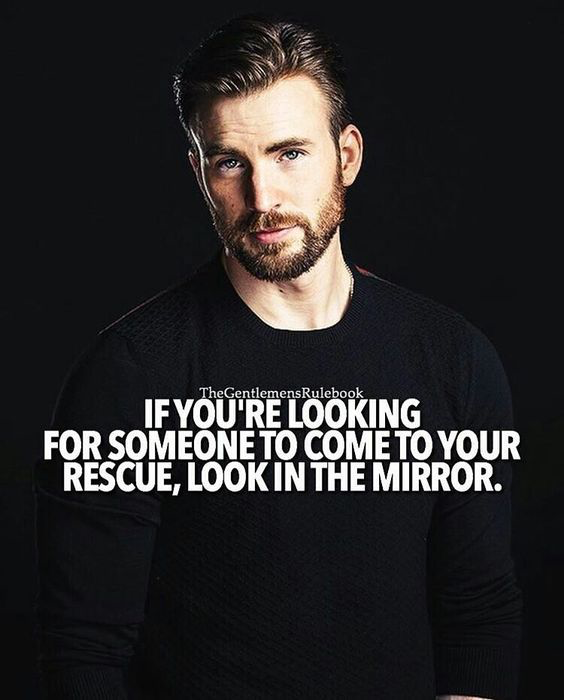 TheGentlemensRulebook
IF YOU'RE LOOKING
FOR SOMEONE TO COME TO YOUR
RESCUE, LOOK IN THE MIRROR.